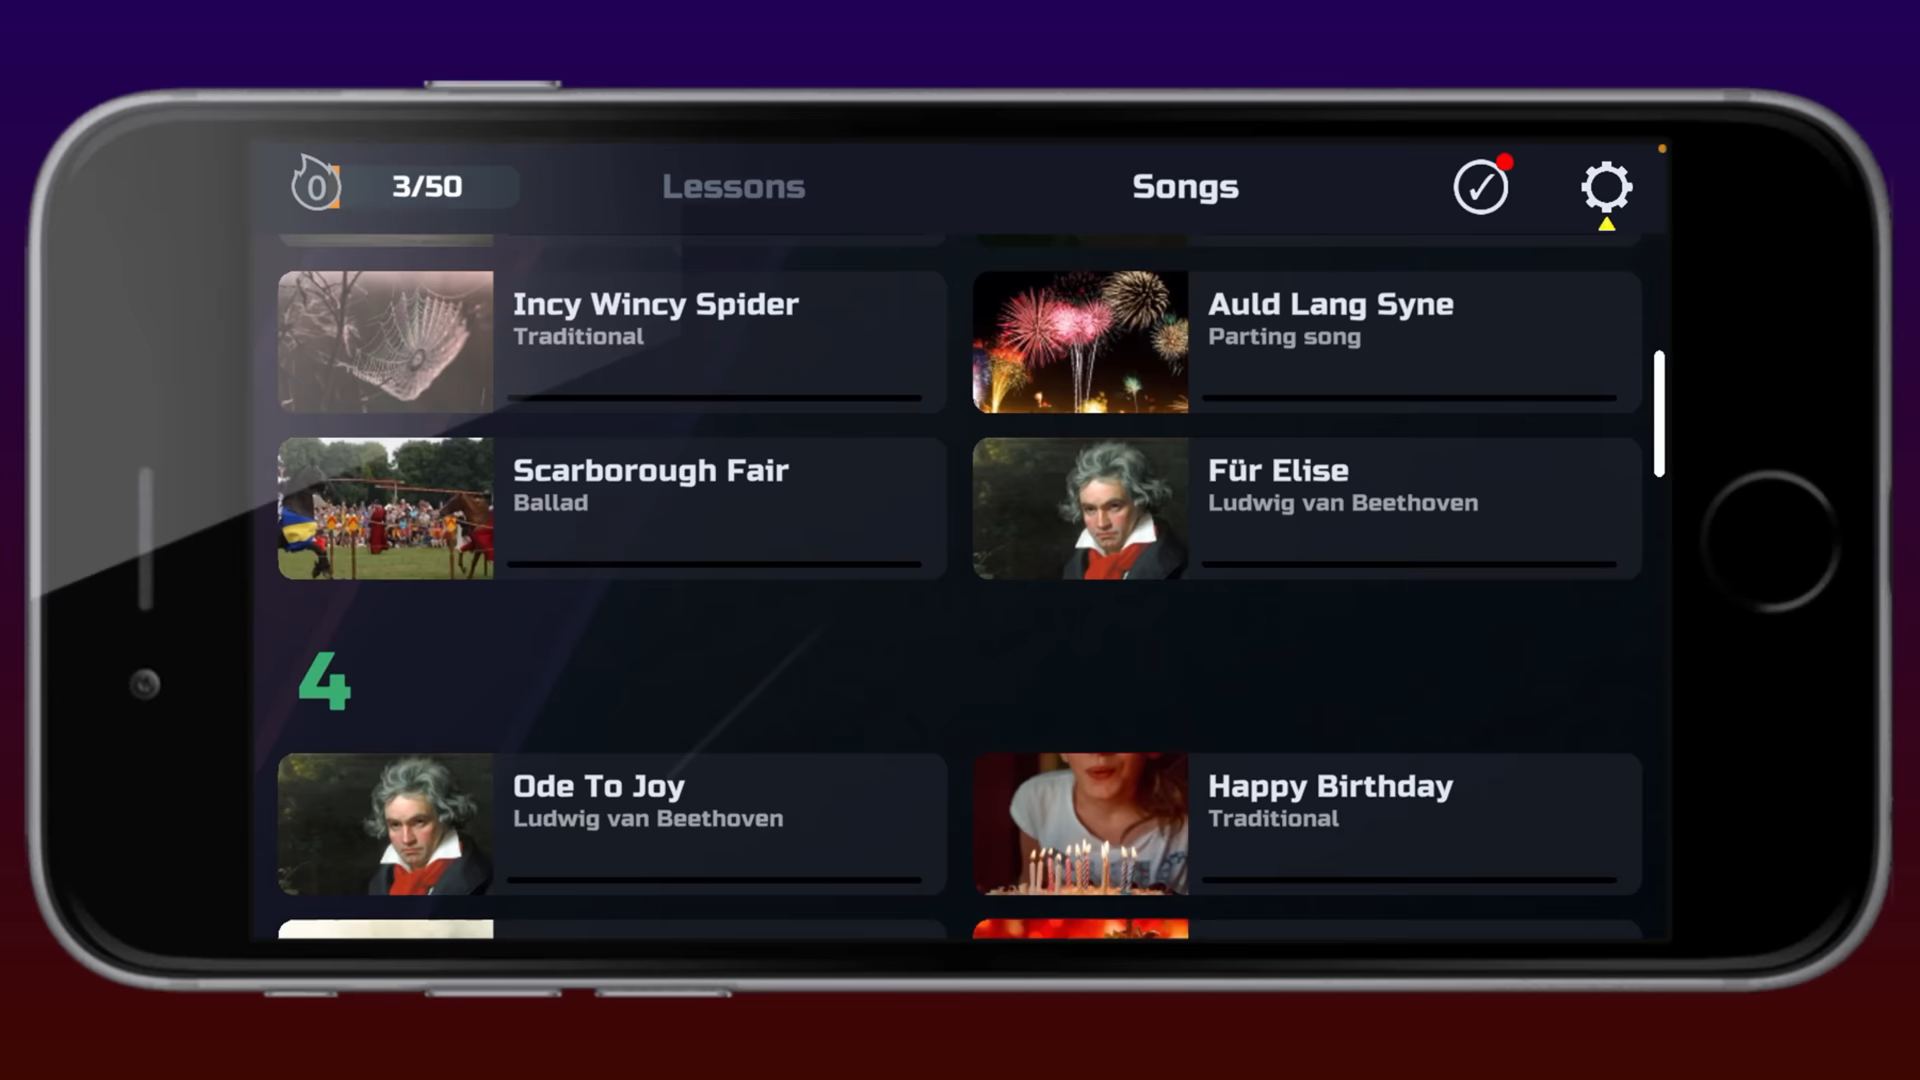 0
3/50
Lessons
Songs
Incy Wincy Spider
Traditional
Auld Lang Syne
Parting song
Scarborough Fair
Ballad
Für Elise
Ludwig van Beethoven
4
Ode To Joy
Ludwig van Beethoven
Happy Birthday
Traditional